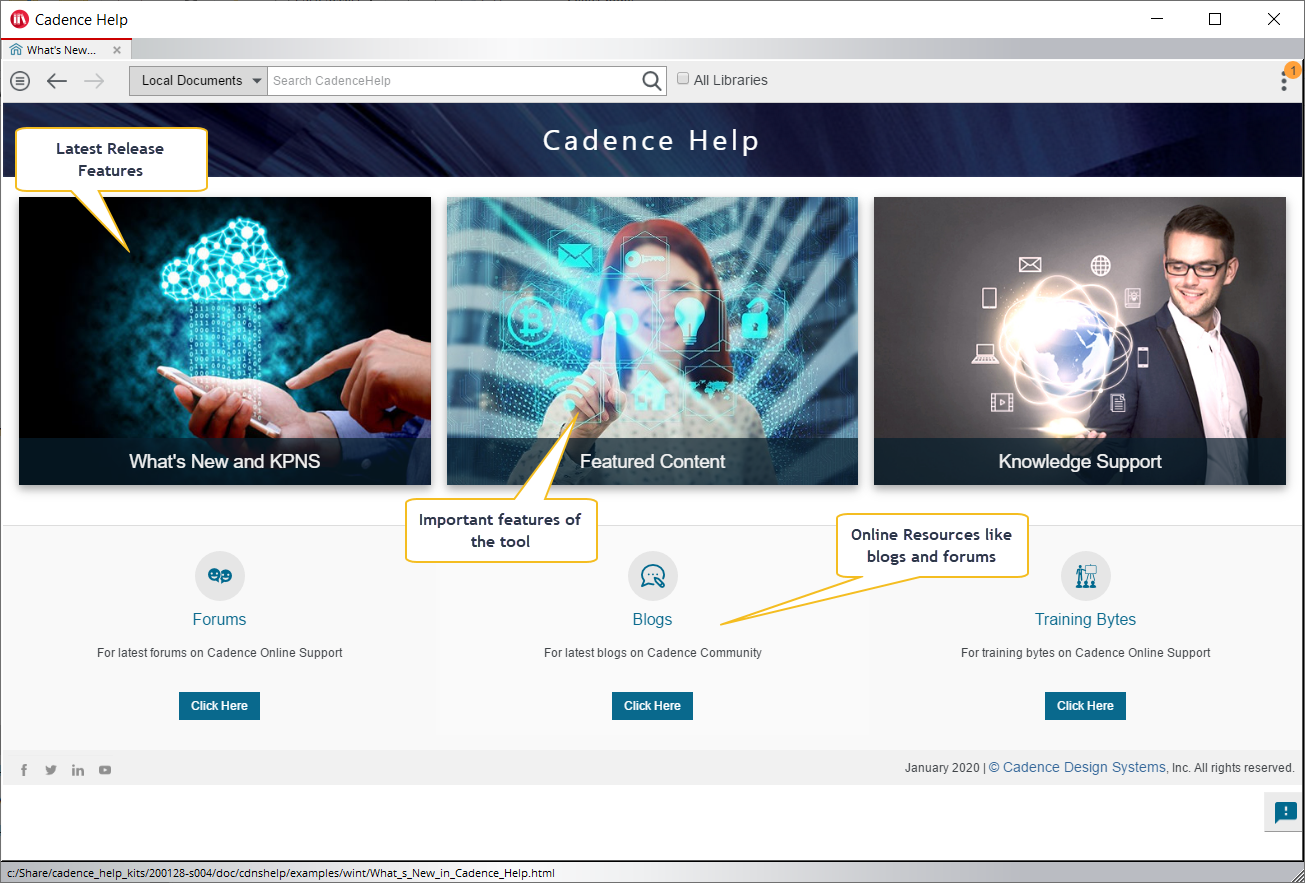 Cadence Help
What's New...
Local Documents
Search CadenceHelp
All Libraries
1
Cadence Help
Latest Release
Features
What's New and KPNS
Featured Content
Knowledge Support
Important features of
the tool
Online Resources like
blogs and forums
Forums
Blogs
Training Bytes
For latest forums on Cadence Online Support
For latest blogs on Cadence Community
For training bytes on Cadence Online Support
Click Here
Click Here
Click Here
January 2020 | © Cadence Design Systems, Inc. All rights reserved.
c:/Share/cadence_help_kits/200128-s004/doc/cdnshelp/examples/wint/What_s_New_in_Cadence_Help.html